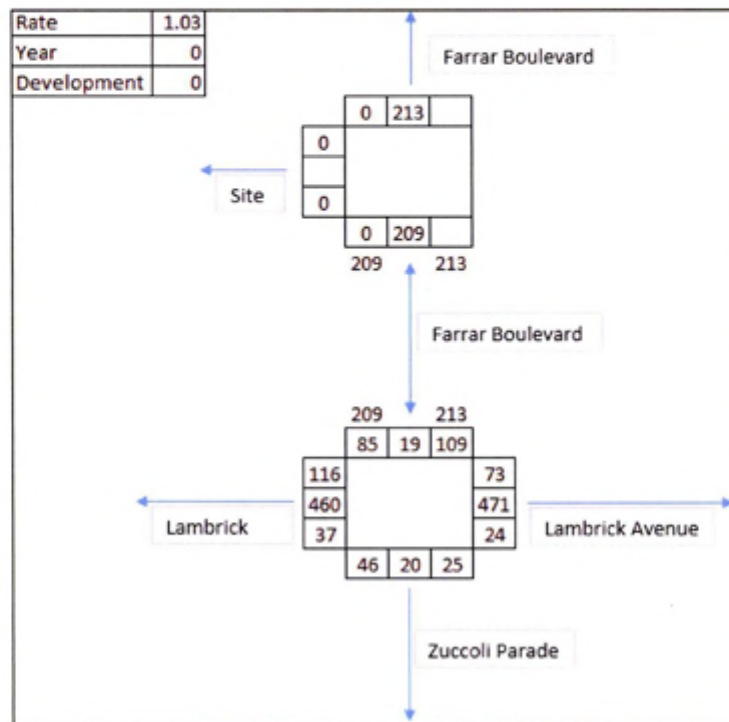 Rate 1.03
Year 0
Development 0
Farrar Boulevard
0 213
0
Site
0
0 209
209 213
Farrar Boulevard
209 213
85 19 109
116 73
460 471
Lambrick Lambrick Avenue
37 24
46 20 25
Zuccoli Parade